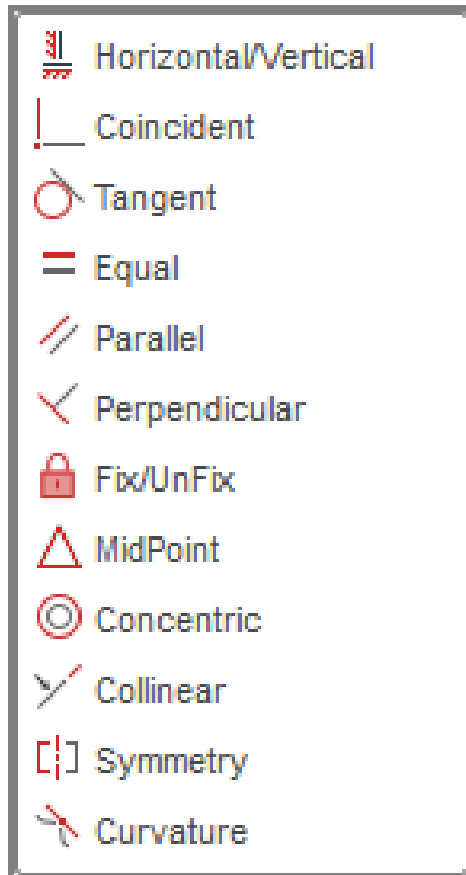 Horizontal/Vertical
Coincident
Tangent
Equal
Parallel
Perpendicular
Fix/UnFix
MidPoint
Concentric
Collinear
Symmetry
Curvature